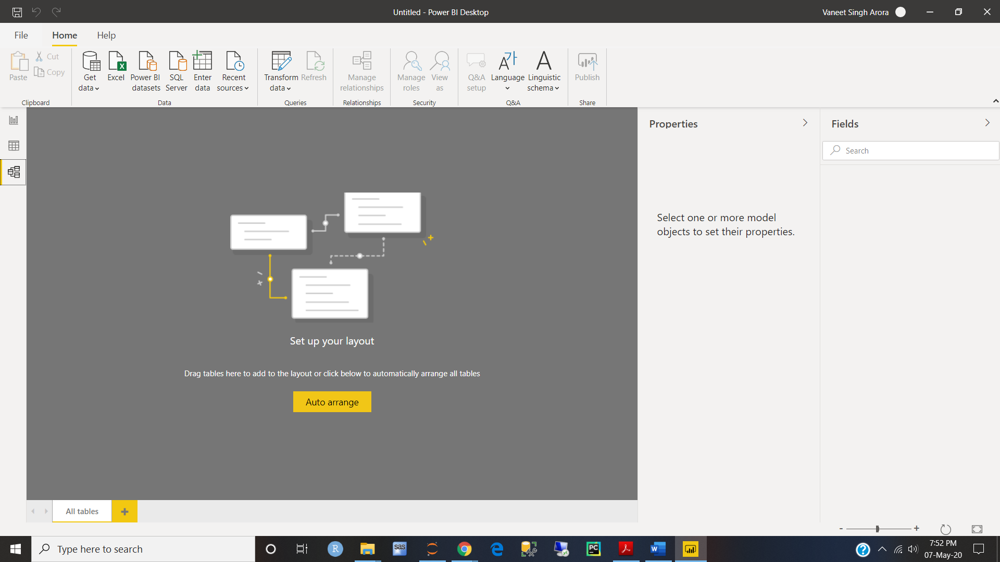 Untitled - Power BI Desktop
Vaneet Singh Arora
File Home Help
Paste
Cut
Copy
Clipboard
Get data
Excel
Power BI datasets
SQL Server
Enter data
Recent sources
Data
Transform data
Refresh
Queries
Manage relationships
Relationships
Manage roles
View as
Security
Q&A setup
Language
Linguistic schema
Q&A
Publish
Share
Set up your layout
Drag tables here to add to the layout or click below to automatically arrange all tables
Auto arrange
Properties
Select one or more model
objects to set their properties.
Fields
Search
All tables
Type here to search
R
sas
PC
W
7:52 PM
07-May-20